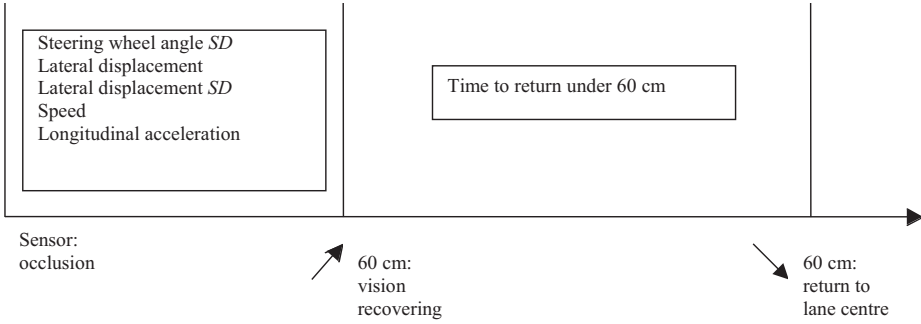 Steering wheel angle SD
Lateral displacement
Lateral displacement SD
Speed
Longitudinal acceleration
Time to return under 60 cm
Sensor:
occlusion
60 cm:
vision
recovering
60 cm:
return to
lane centre